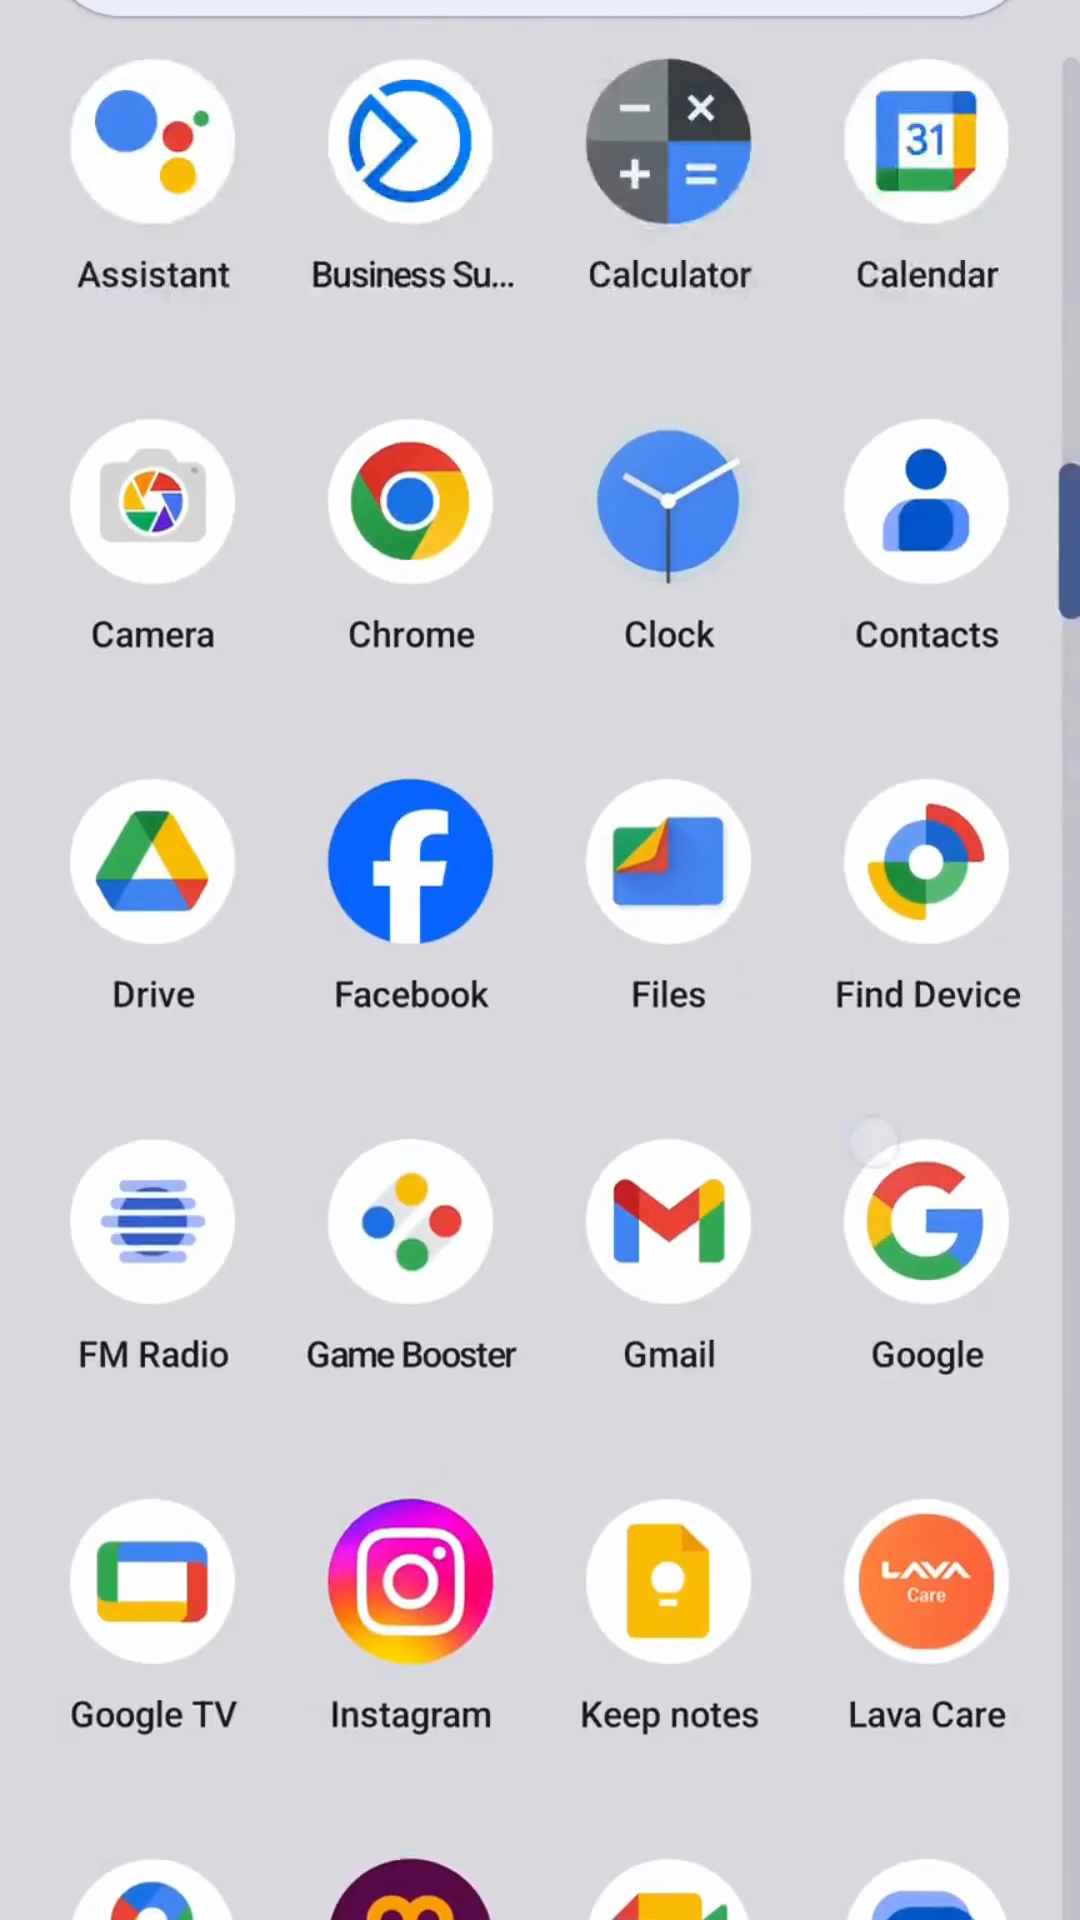 31
Assistant
Business Su...
Calculator
Calendar
Camera
Chrome
Clock
Contacts
Drive
Facebook
Files
Find Device
FM Radio
Game Booster
Gmail
Google
LAVA
Care
Google TV
Instagram
Keep notes
Lava Care